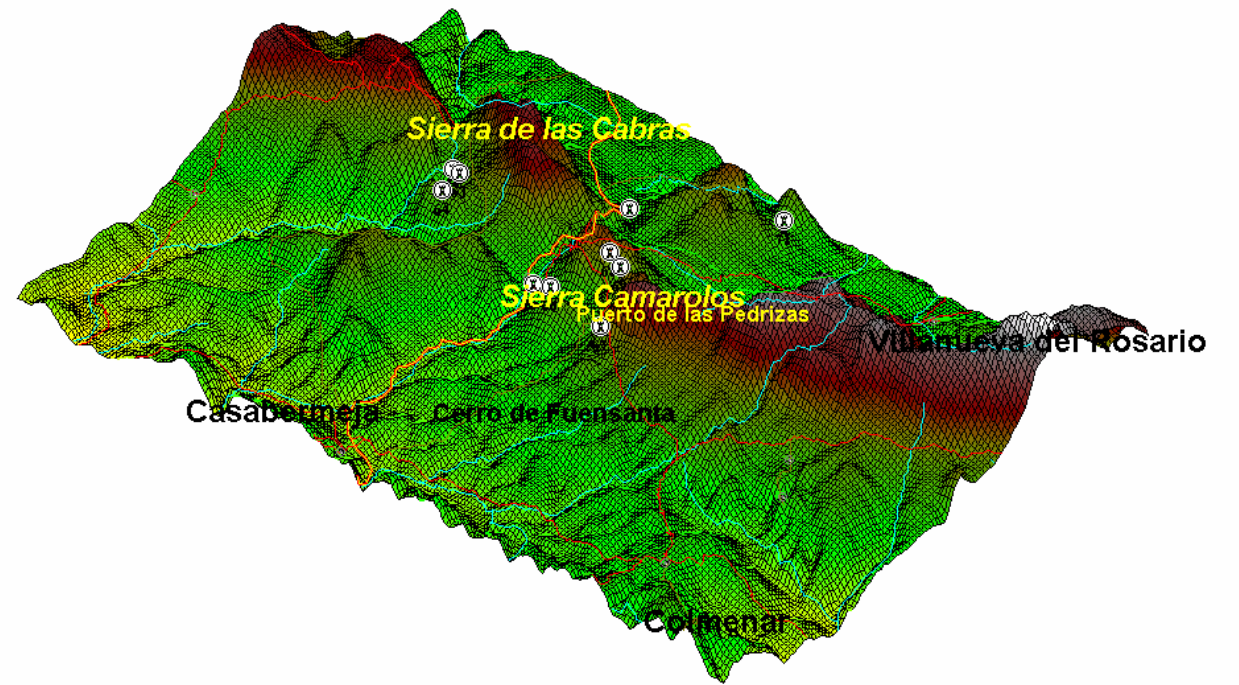 Sierra de las Cabras
Sierra Camarolos
Puerto de las Pedrizas
Villanueva del Rosario
Casabermeja
Cerro de Fuensanta
Colmenar